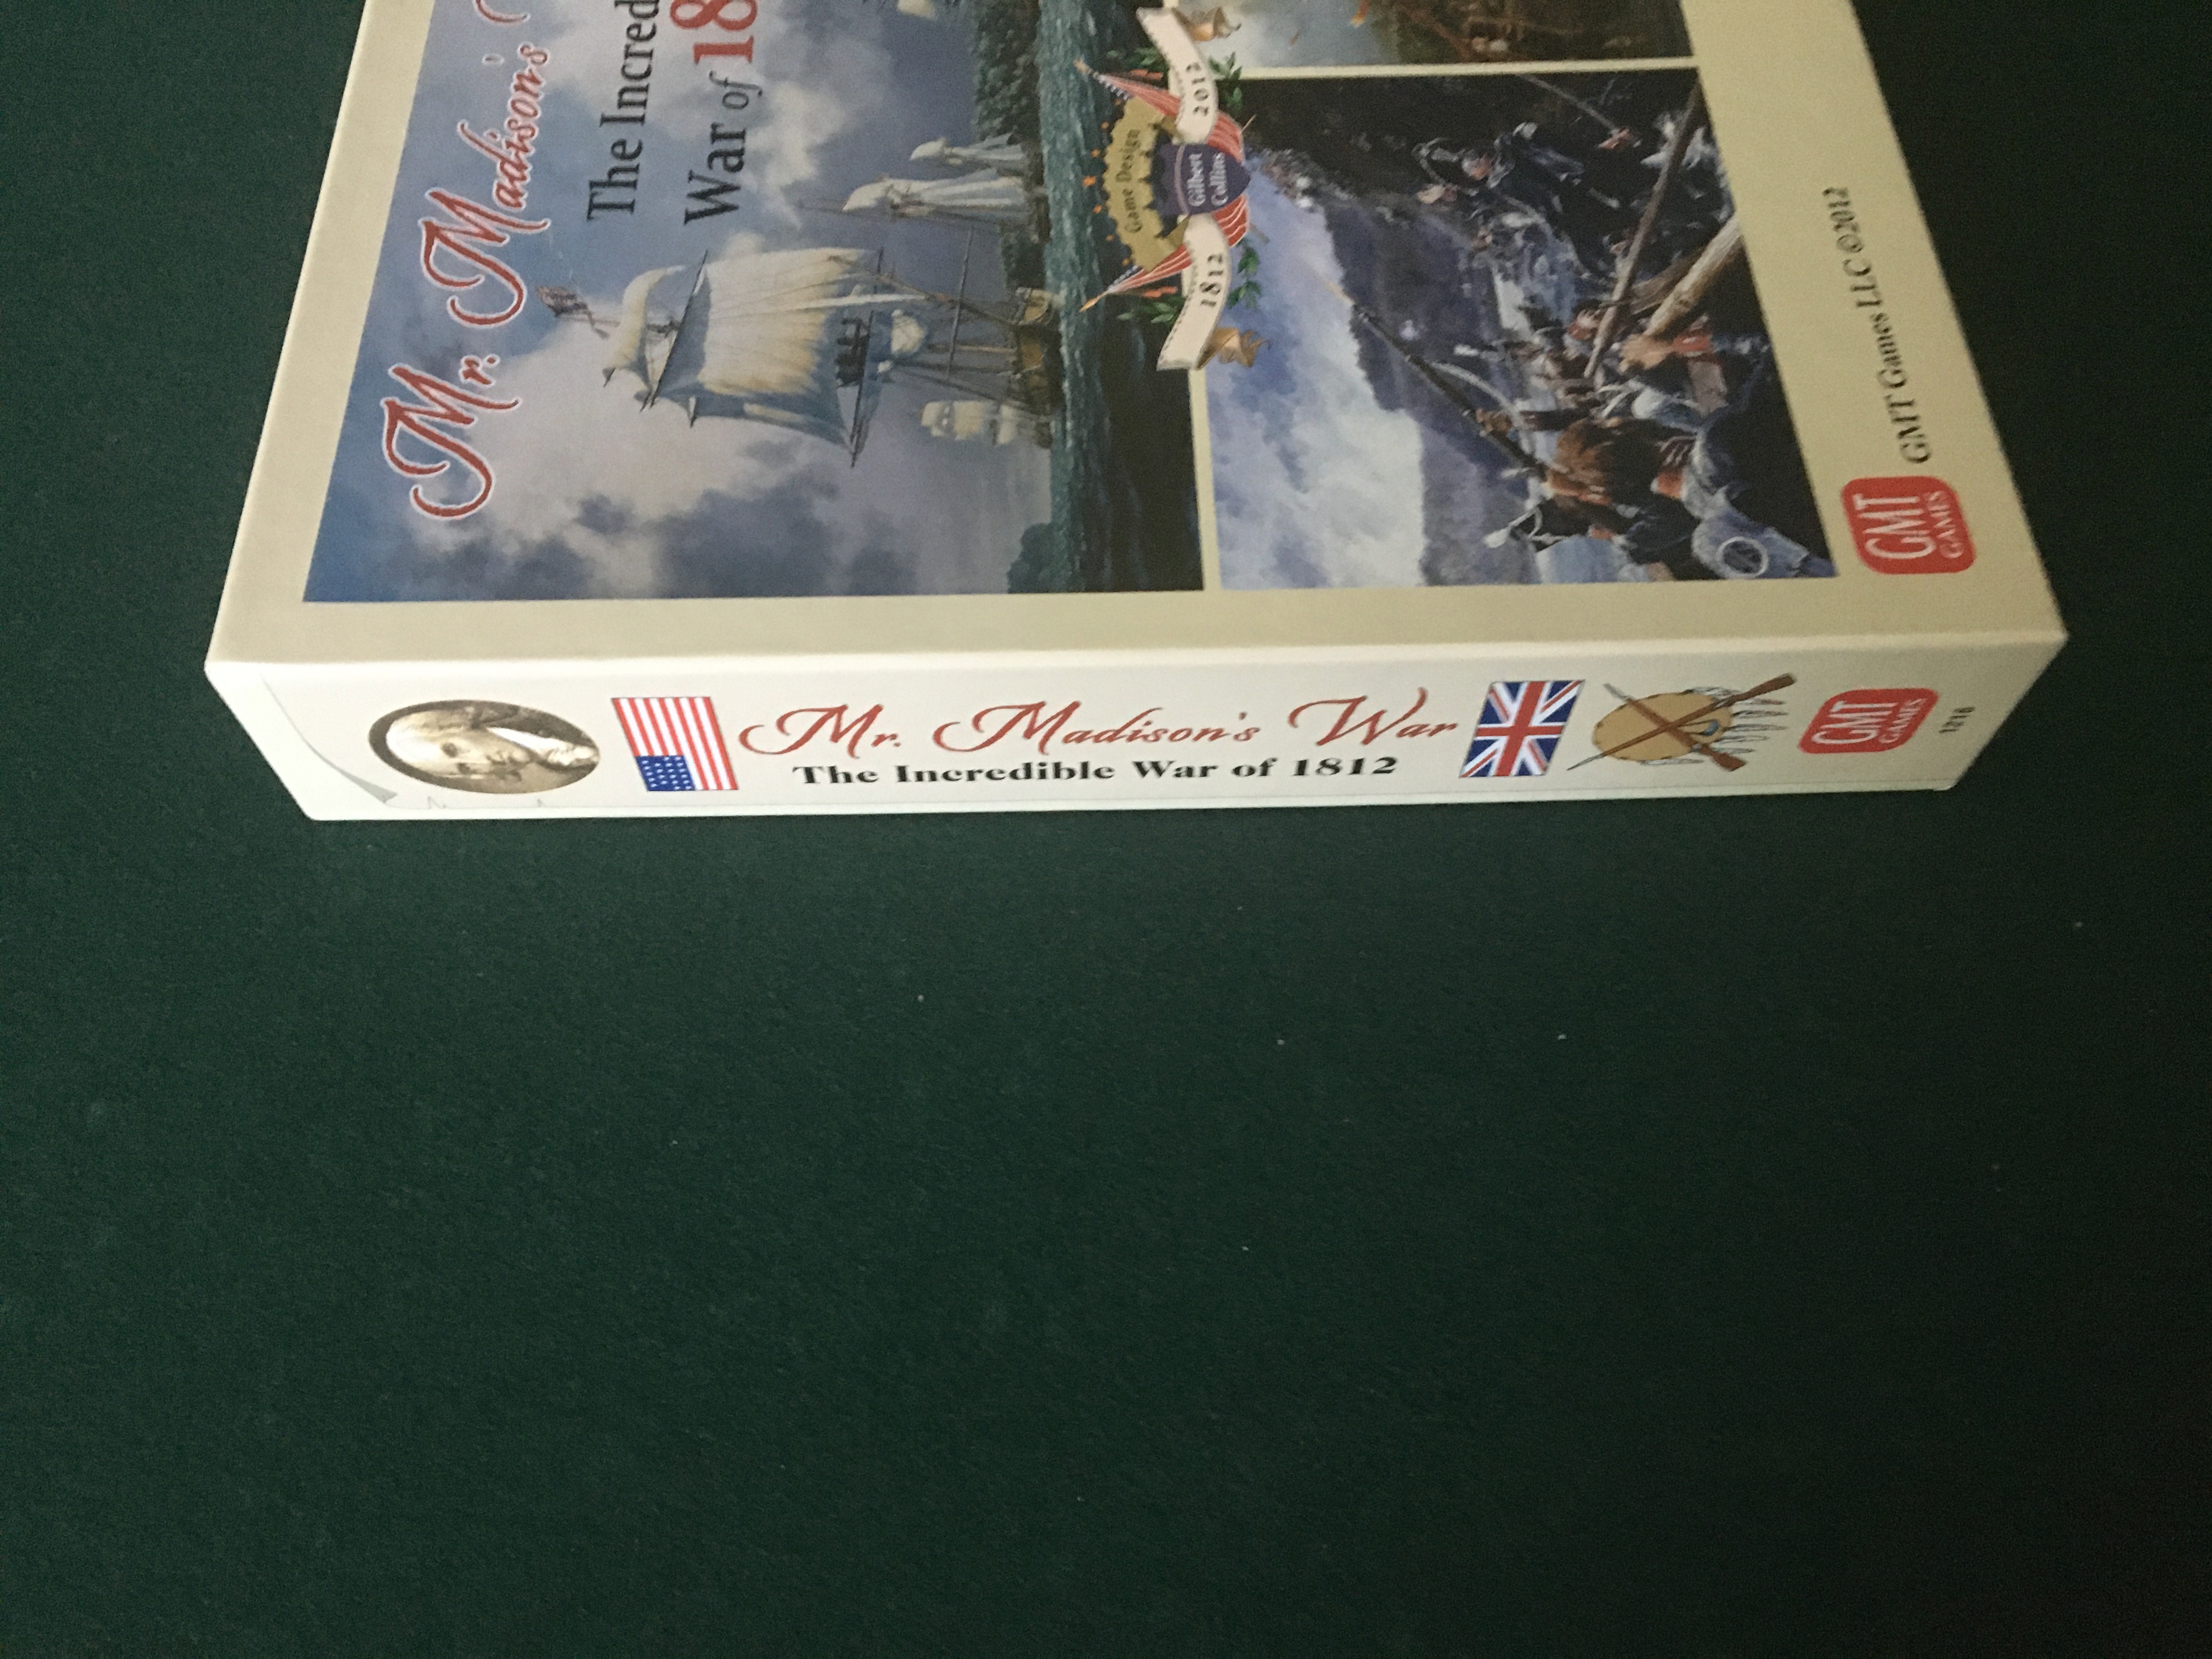 Mr. Madison's
The Incred
War of 18
Game Design
Gilbert
Collins
1812
2012
GMT
GAMES
GMT Games LLC ©2012
Mr. Madison's War
The Incredible War of 1812
GMT
GAMES
1218